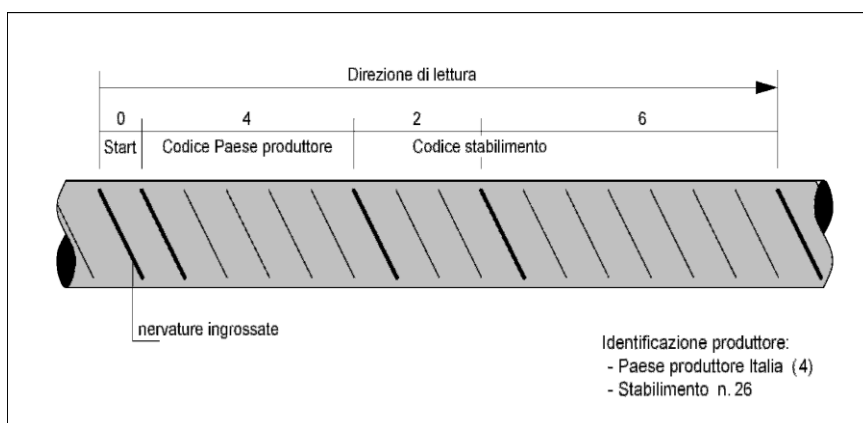 Direzione di lettura
0 4 2 6
Start Codice Paese produttore Codice stabilimento
nervature ingrossate
Identificazione produttore:
- Paese produttore Italia (4)
- Stabilimento n. 26